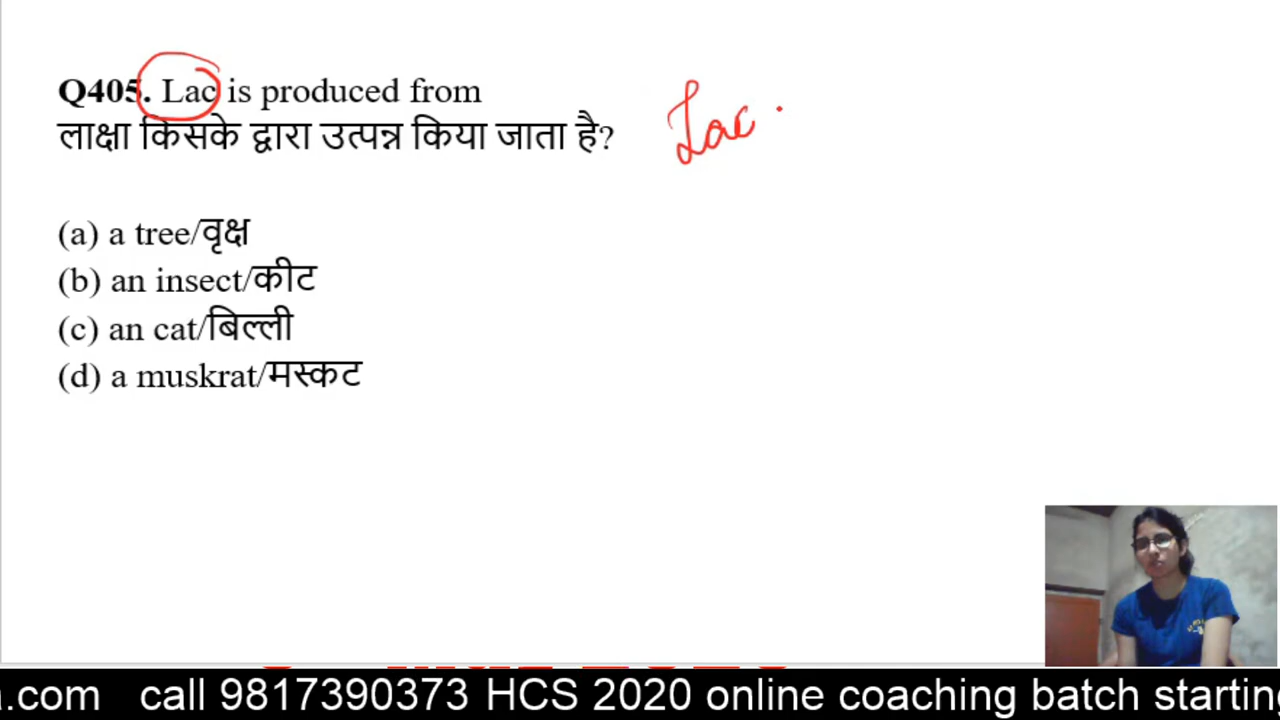 Q405. Lac is produced from
लाक्षा किसके द्वारा उत्पन्न किया जाता है?
Lac
(a) a tree/वृक्ष
(b) an insect/कीट
(c) an cat/बिल्ली
(d) a muskrat/मस्कट
a.com call 9817390373 HCS 2020 online coaching batch starting